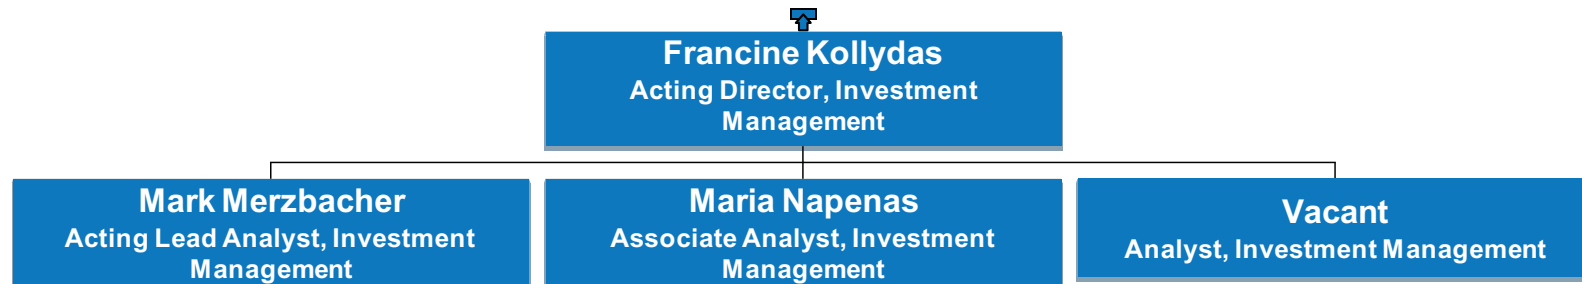 Francine Kollydas
Acting Director, Investment
Management
Mark Merzbacher
Acting Lead Analyst, Investment
Management
Maria Napenas
Associate Analyst, Investment
Management
Vacant
Analyst, Investment Management